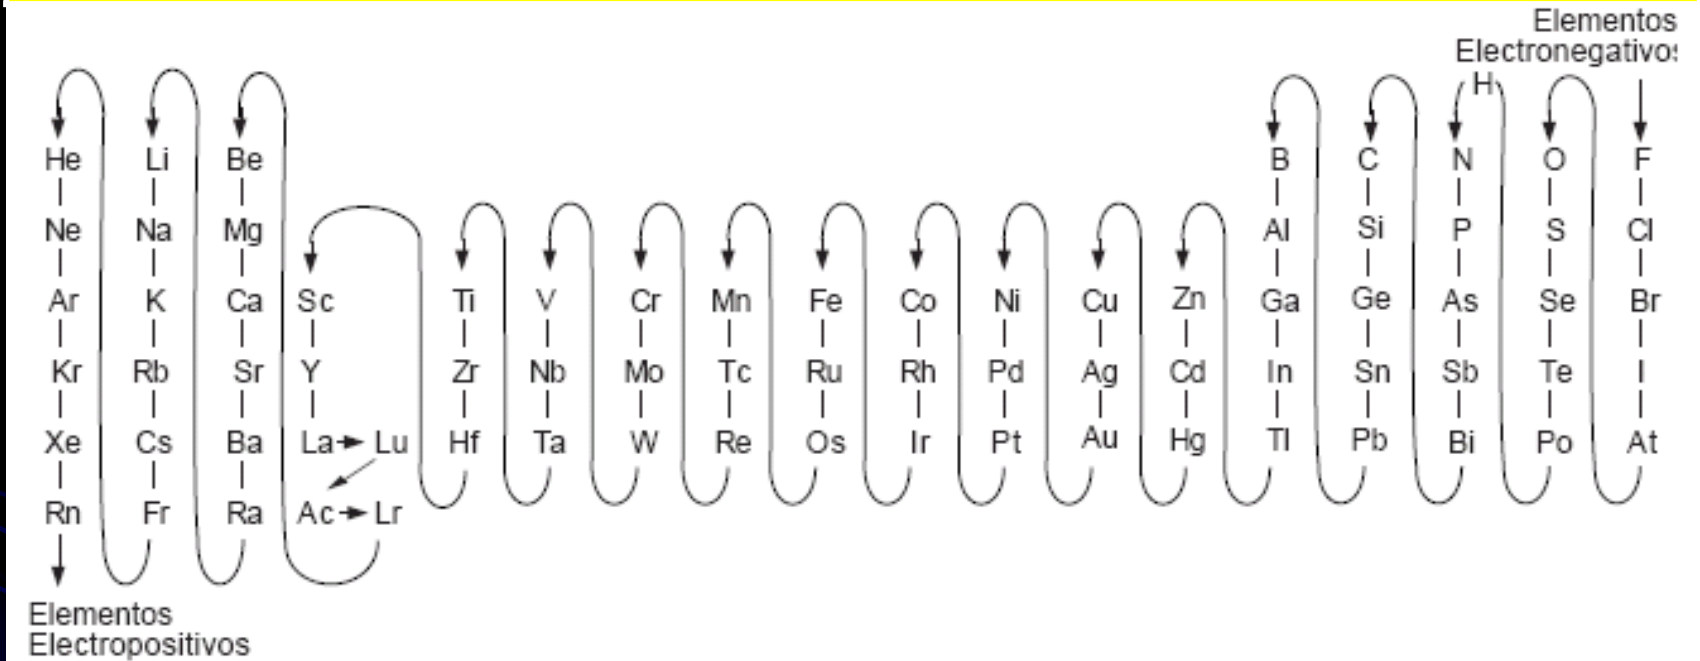 Elementos
Electronegativos
H
He Li Be B C N O F
Ne Na Mg Al Si P S Cl
Ar K Ca Sc Ti V Cr Mn Fe Co Ni Cu Zn Ga Ge As Se Br
Kr Rb Sr Y Zr Nb Mo Tc Ru Rh Pd Ag Cd In Sn Sb Te I
Xe Cs Ba La Lu Hf Ta W Re Os Ir Pt Au Hg Tl Pb Bi Po At
Rn Fr Ra Ac Lr
Elementos
Electropositivos